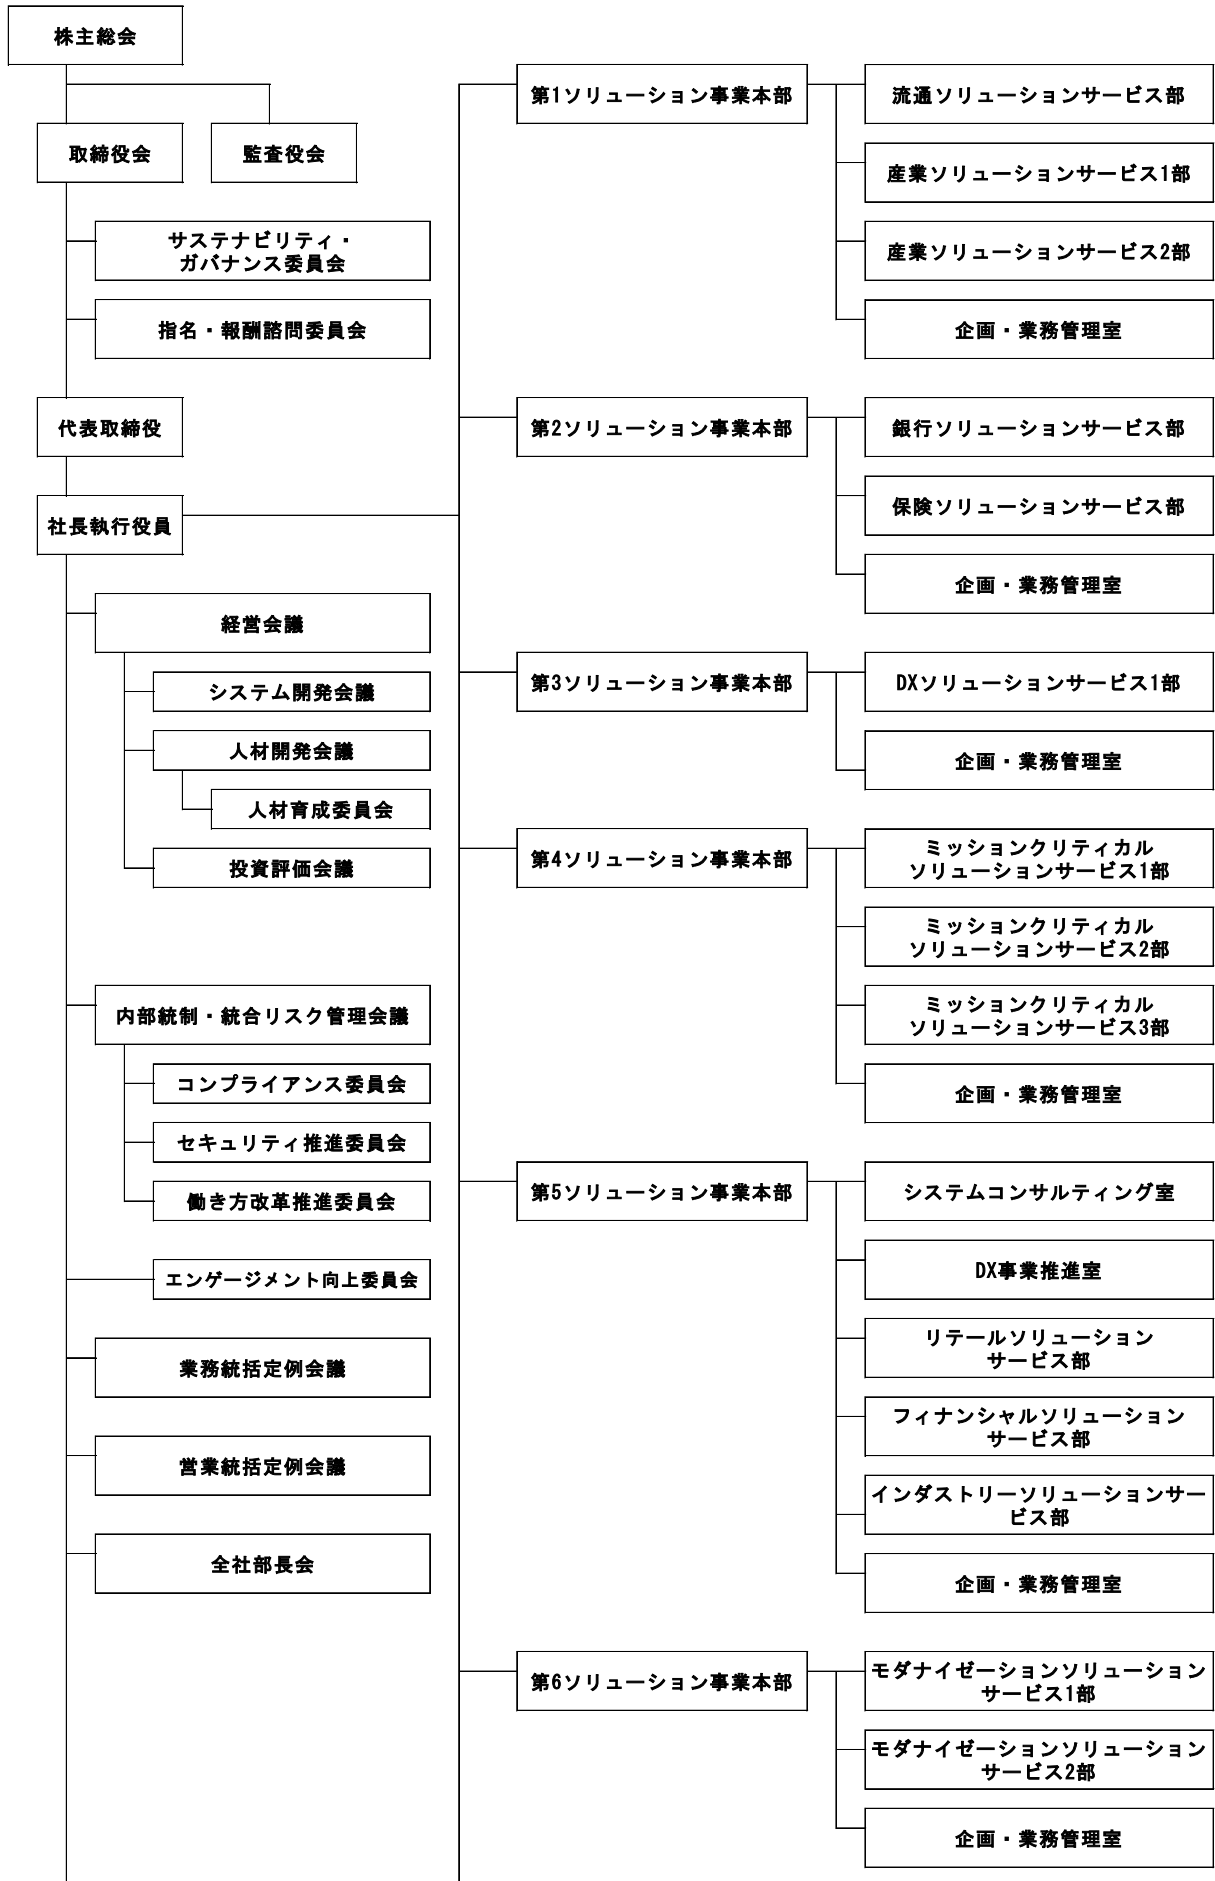 株主総会
取締役会
監査役会
サステナビリティ・
ガバナンス委員会
指名・報酬諮問委員会
代表取締役
社長執行役員
経営会議
システム開発会議
人材開発会議
人材育成委員会
投資評価会議
内部統制・統合リスク管理会議
コンプライアンス委員会
セキュリティ推進委員会
働き方改革推進委員会
エンゲージメント向上委員会
業務統括定例会議
営業統括定例会議
全社部長会
第1ソリューション事業本部
流通ソリューションサービス部
産業ソリューションサービス1部
産業ソリューションサービス2部
企画・業務管理室
第2ソリューション事業本部
銀行ソリューションサービス部
保険ソリューションサービス部
企画・業務管理室
第3ソリューション事業本部
DXソリューションサービス1部
企画・業務管理室
第4ソリューション事業本部
ミッションクリティカル
ソリューションサービス1部
ミッションクリティカル
ソリューションサービス2部
ミッションクリティカル
ソリューションサービス3部
企画・業務管理室
第5ソリューション事業本部
システムコンサルティング室
DX事業推進室
リテールソリューション
サービス部
フィナンシャルソリューション
サービス部
インダストリーソリューションサー
ビス部
企画・業務管理室
第6ソリューション事業本部
モダナイゼーションソリューション
サービス1部
モダナイゼーションソリューション
サービス2部
企画・業務管理室